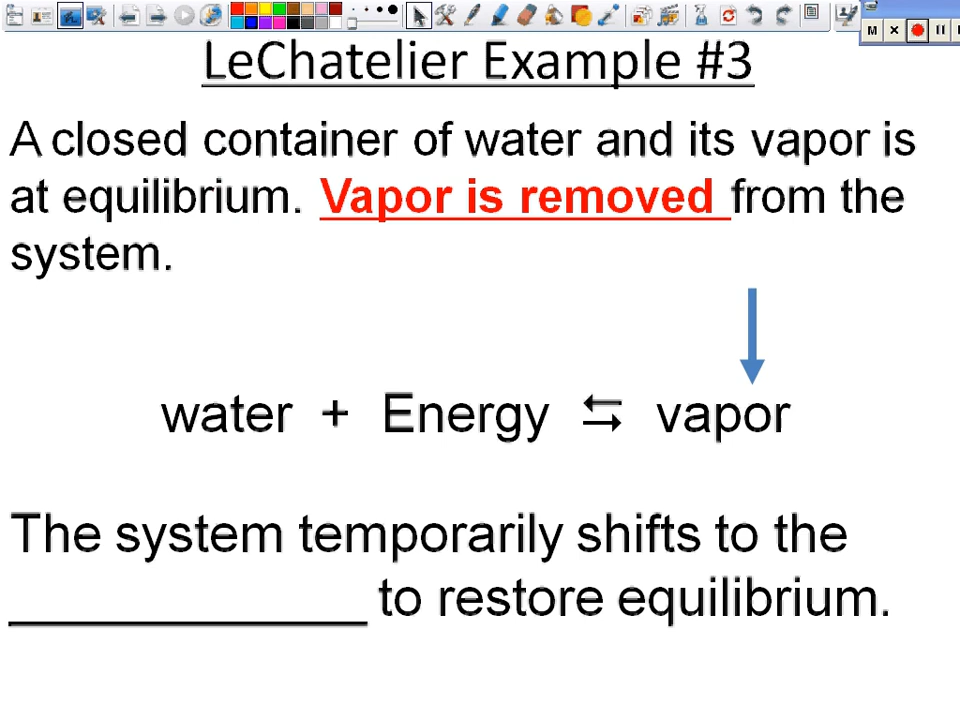 M
LeChatelier Example #3
A closed container of water and its vapor is
at equilibrium. Vapor is removed from the
system.
water + Energy ⇆ vapor
The system temporarily shifts to the
_____________ to restore equilibrium.